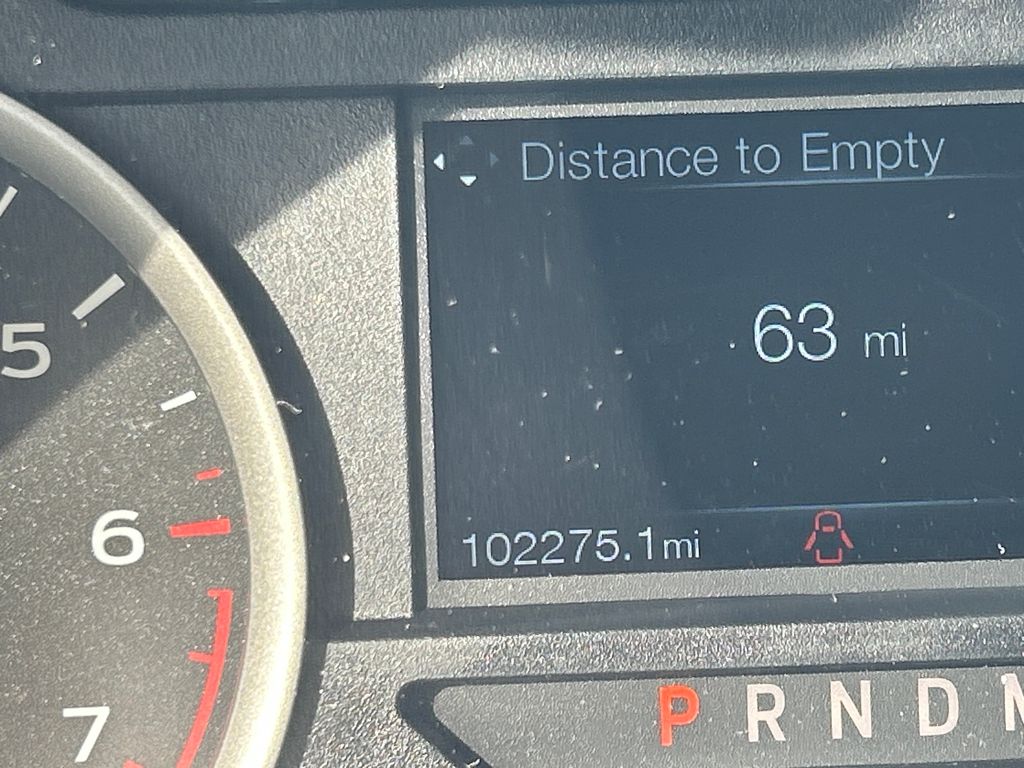 Distance to Empty
63 mi
102275.1mi
P R N D M
5
6
7